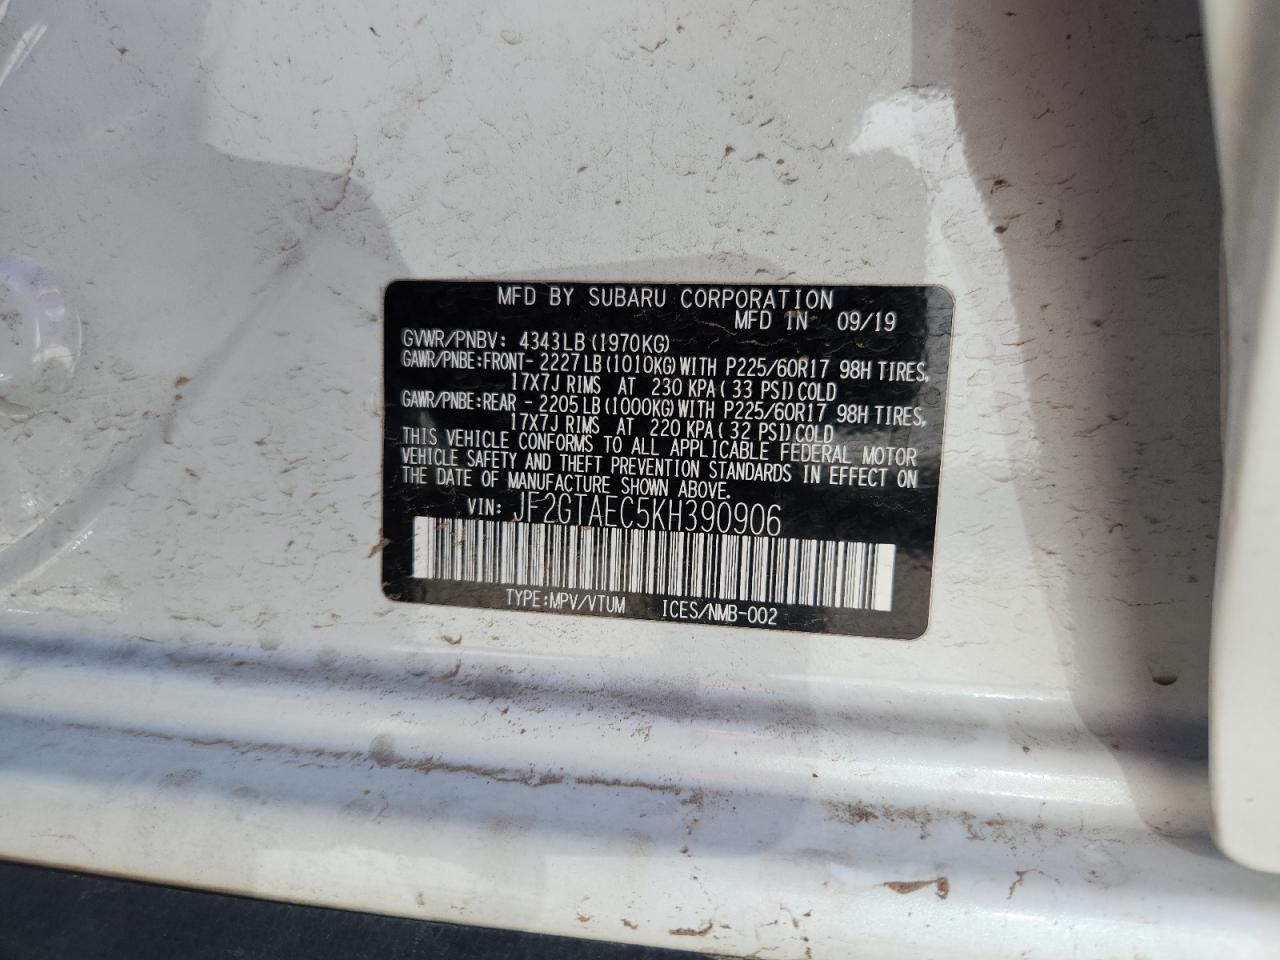 MFD BY SUBARU CORPORATION
MFD IN 09/19
GVWR/PNBV: 4343LB (1970KG)
GAWR/PNBE:FRONT- 2227LB (1010KG) WITH P225/60R17 98H TIRES,
17X7J RIMS AT 230 KPA ( 33 PSI) COLD
GAWR/PNBE:REAR - 2205LB (1000KG) WITH P225/60R17 98H TIRES,
17X7J RIMS AT 220 KPA ( 32 PSI) COLD
THIS VEHICLE CONFORMS TO ALL APPLICABLE FEDERAL MOTOR
VEHICLE SAFETY AND THEFT PREVENTION STANDARDS IN EFFECT ON
THE DATE OF MANUFACTURE SHOWN ABOVE.
VIN: JF2GTAEC5KH390906
TYPE:MPV/VTUM ICES/NMB-002